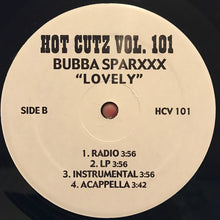 HOT CUTZ VOL. 101
BUBBA SPARXXX
"LOVELY"
SIDE B
HCV 101
1. RADIO 3:56
2. LP 3:56
3. INSTRUMENTAL 3:56
4. ACAPPELLA 3:42